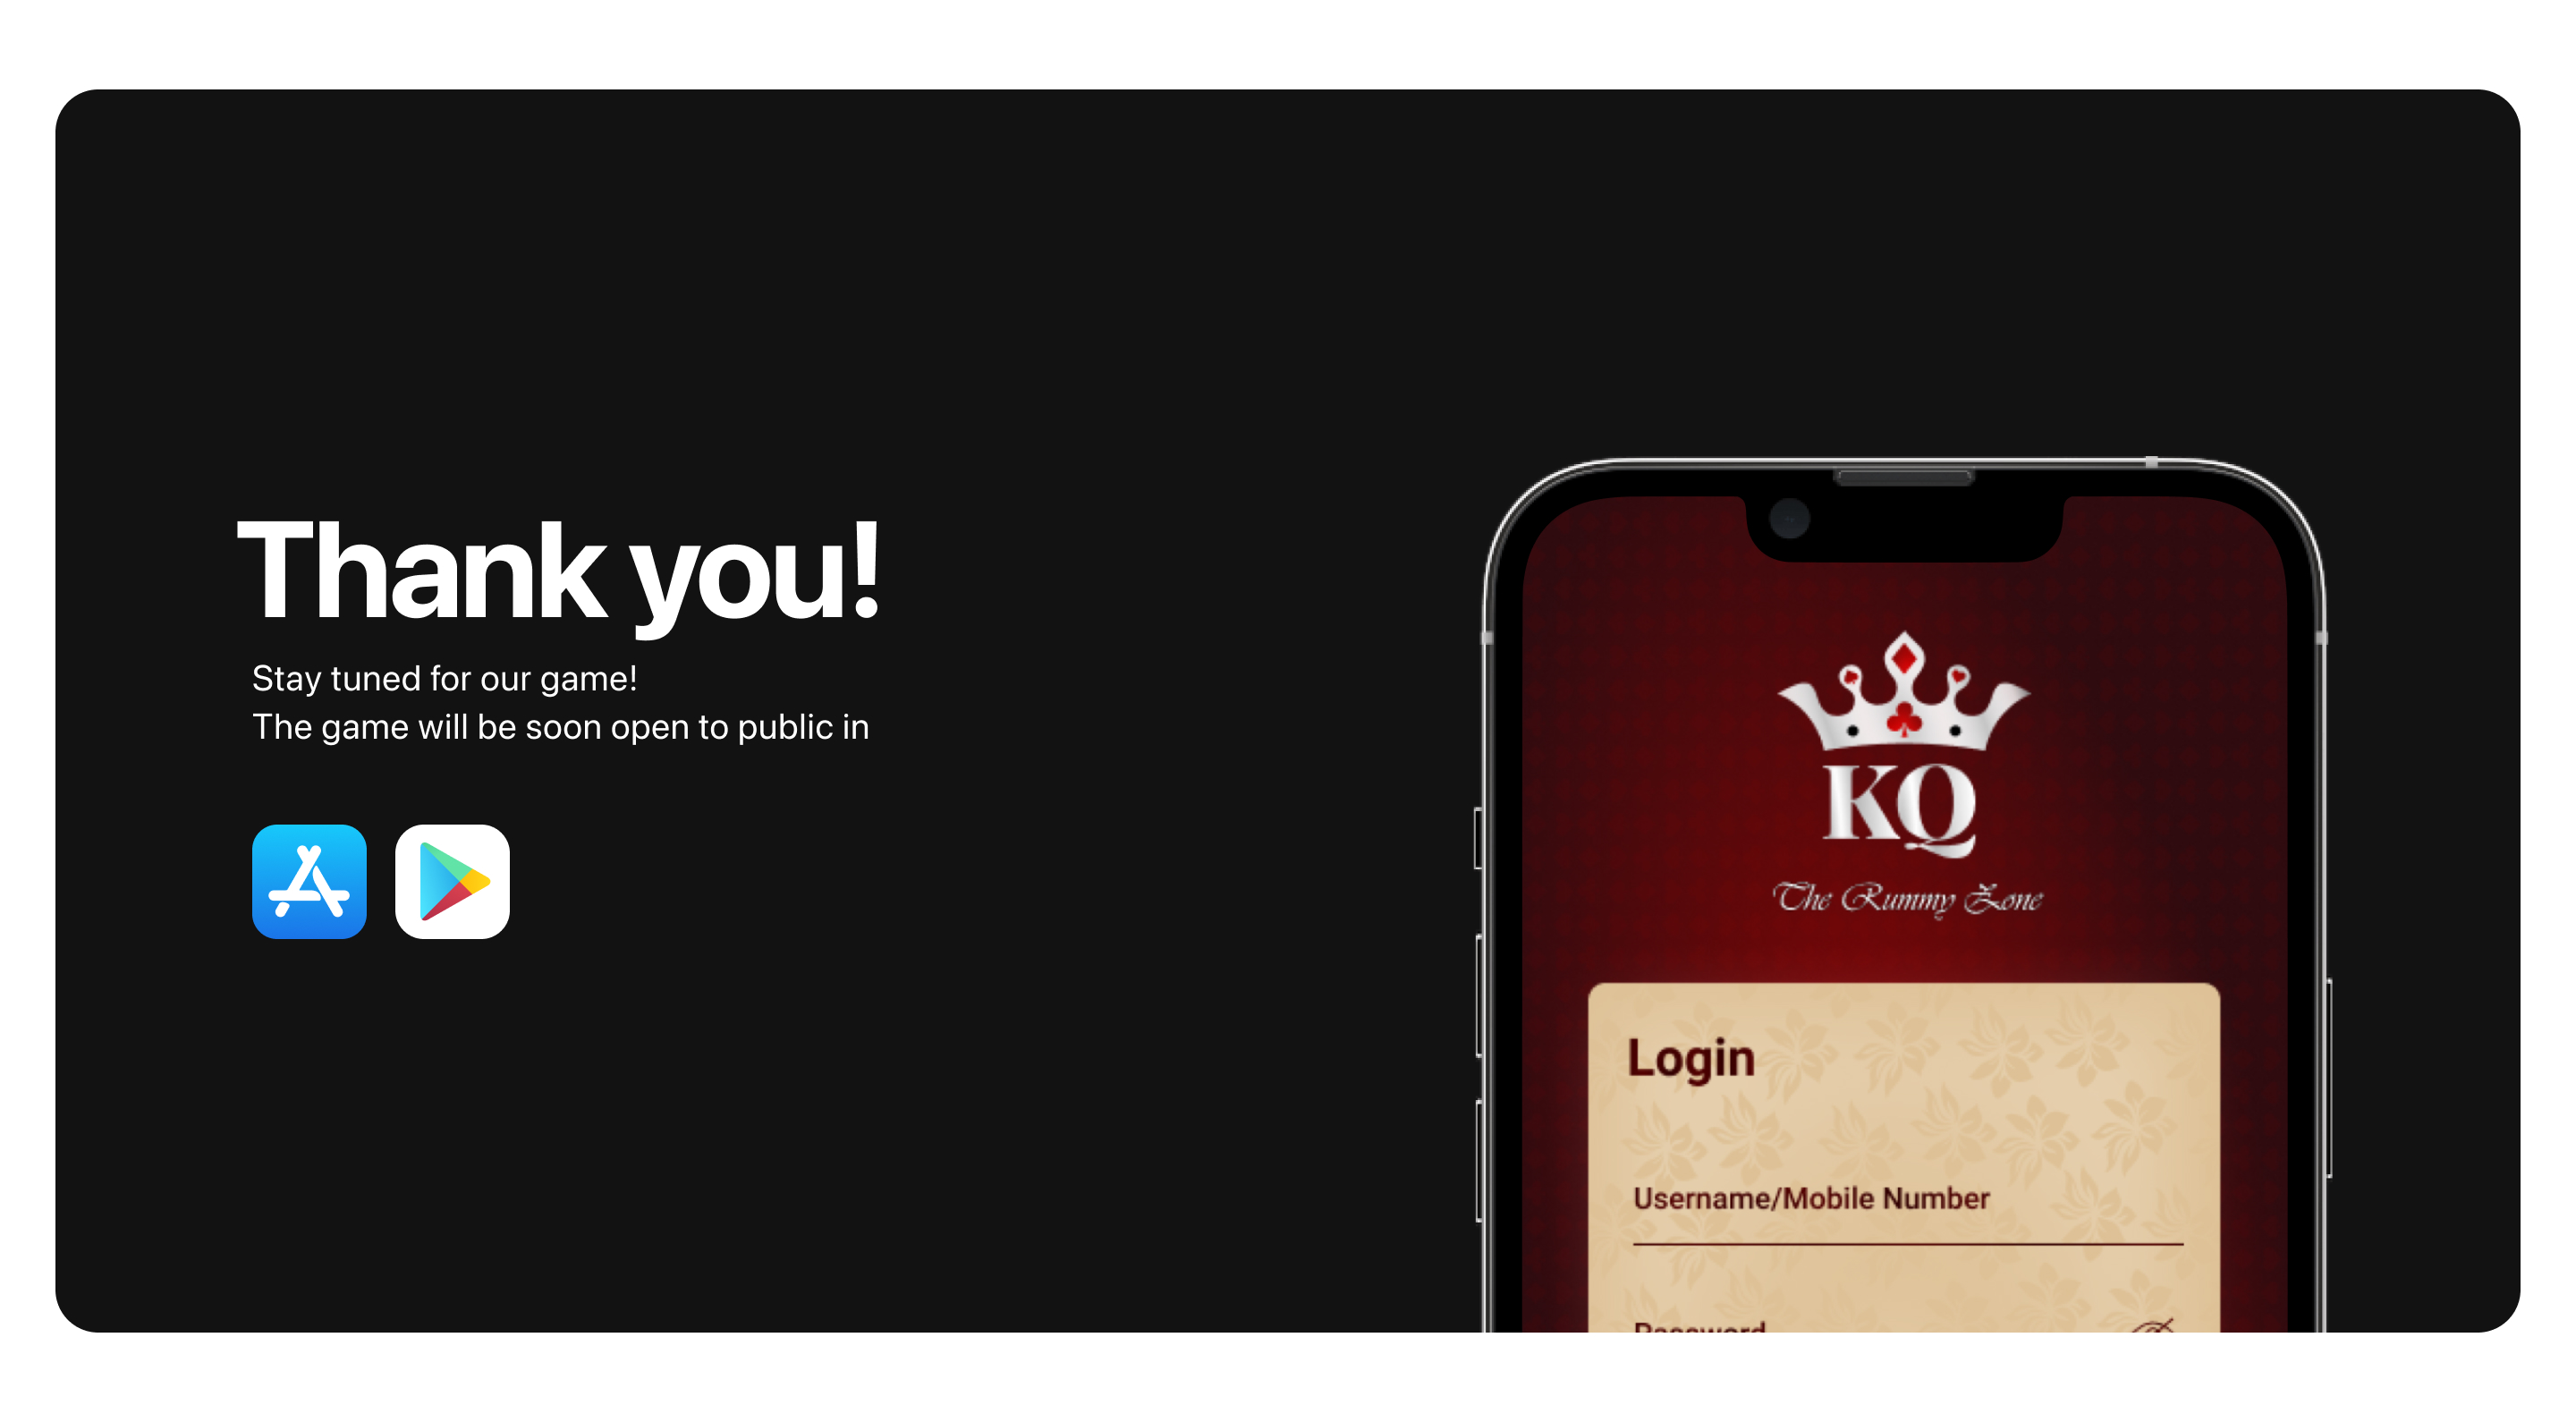 Thank you!
Stay tuned for our game!
The game will be soon open to public in
KQ
The Rummy Zone
Login
Username/Mobile Number
Password